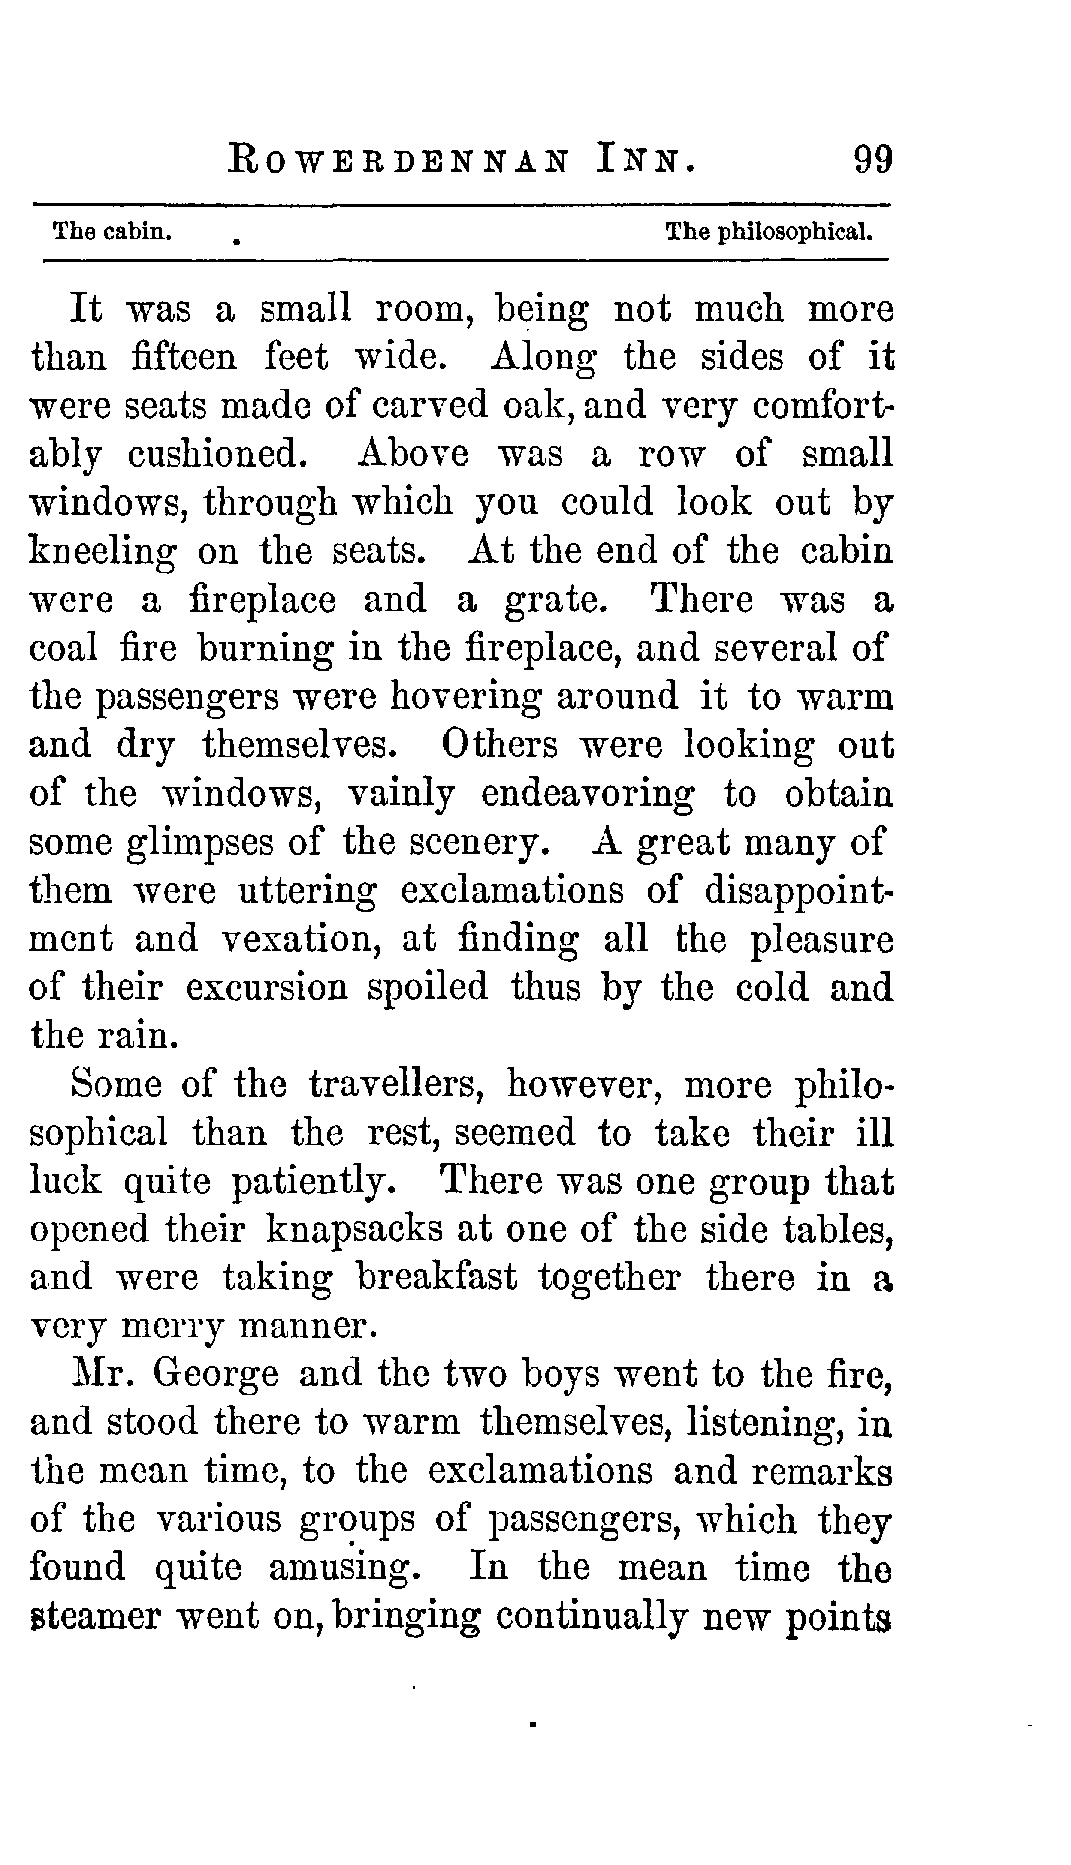 ROWERDENNAN INN. 99
The cabin. The philosophical.
It was a small room, being not much more
than fifteen feet wide. Along the sides of it
were seats made of carved oak, and very comfort-
ably cushioned. Above was a row of small
windows, through which you could look out by
kneeling on the seats. At the end of the cabin
were a fireplace and a grate. There was a
coal fire burning in the fireplace, and several of
the passengers were hovering around it to warm
and dry themselves. Others were looking out
of the windows, vainly endeavoring to obtain
some glimpses of the scenery. A great many of
them were uttering exclamations of disappoint-
ment and vexation, at finding all the pleasure
of their excursion spoiled thus by the cold and
the rain.
Some of the travellers, however, more philo-
sophical than the rest, seemed to take their ill
luck quite patiently. There was one group that
opened their knapsacks at one of the side tables,
and were taking breakfast together there in a
very merry manner.
Mr. George and the two boys went to the fire,
and stood there to warm themselves, listening, in
the mean time, to the exclamations and remarks
of the various groups of passengers, which they
found quite amusing. In the mean time the
steamer went on, bringing continually new points